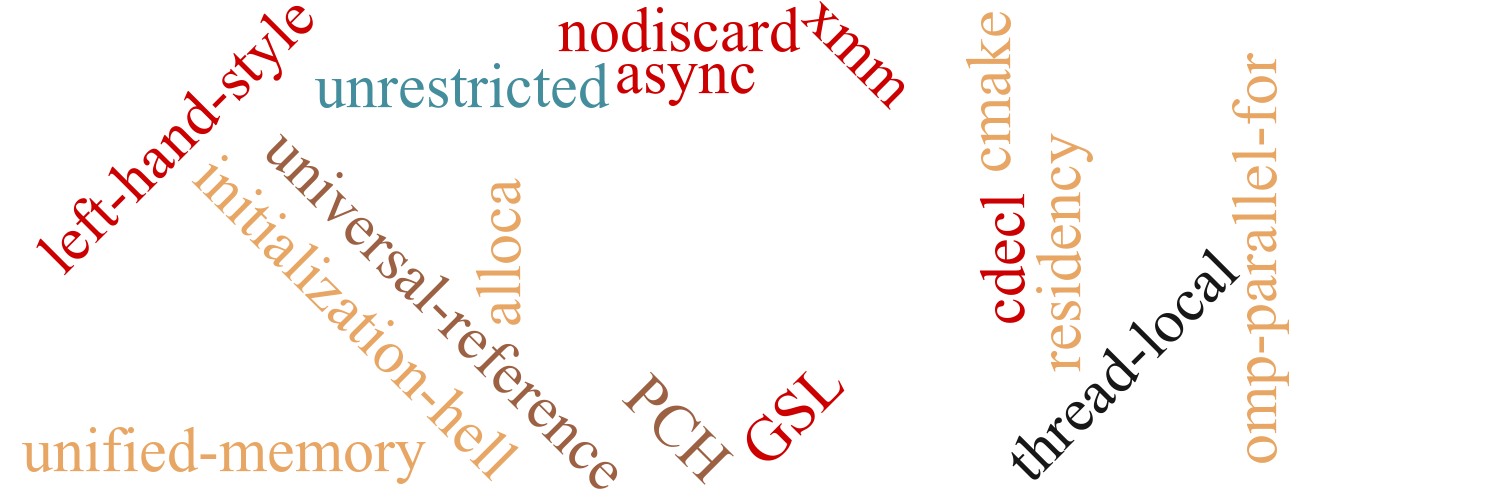 left-hand-style
nodiscard
xmm
unrestricted
async
cmake
omp-parallel-for
universal-reference
initialization-hell
alloca
cdecl
residency
thread-local
PCH
GSL
unified-memory